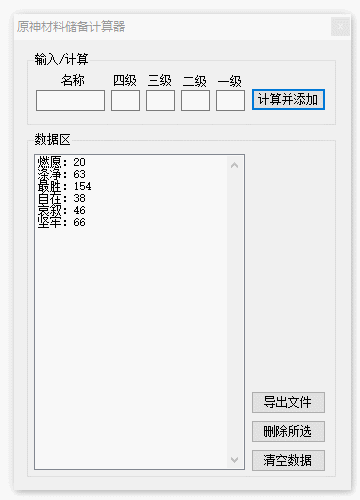 原神材料储备计算器
输入/计算
名称 四级 三级 二级 一级
计算并添加
数据区
燃愿: 20
涤净: 63
最胜: 154
自在: 38
哀叙: 46
坚牢: 66
导出文件
删除所选
清空数据